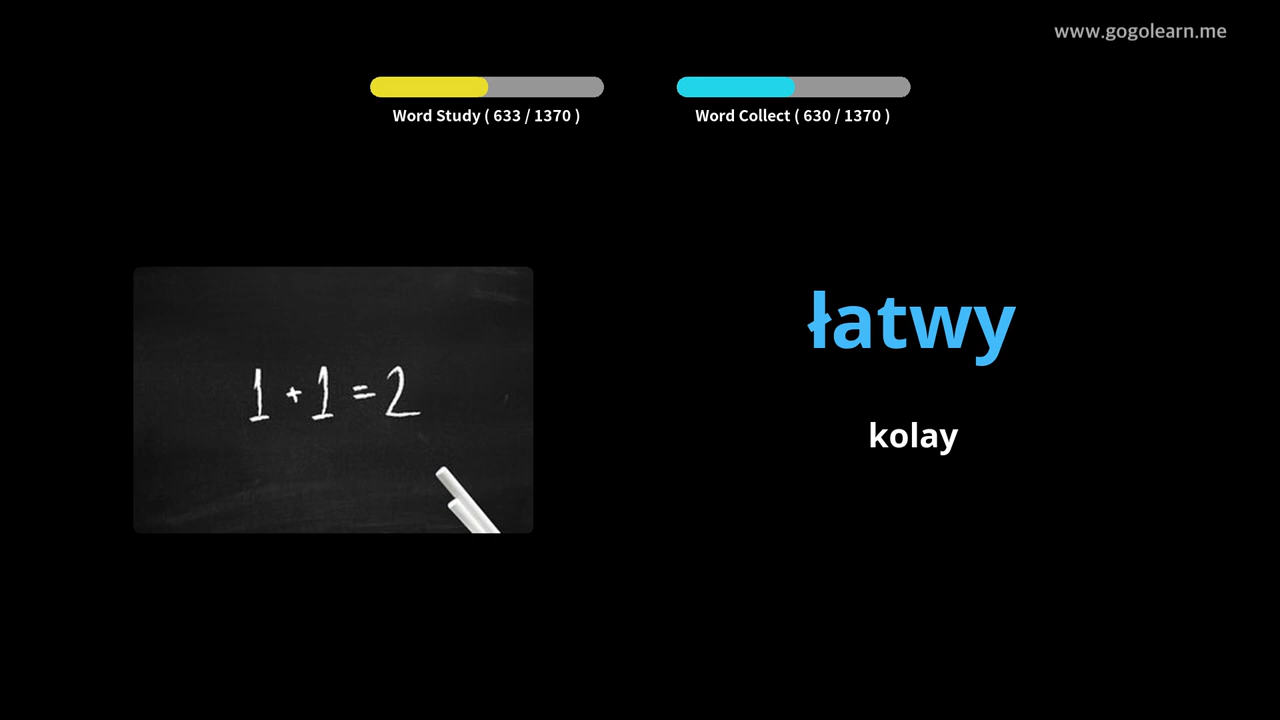 www.gogolearn.me
Word Study ( 633 / 1370 )
Word Collect ( 630 / 1370 )
1 + 1 = 2
łatwy
kolay